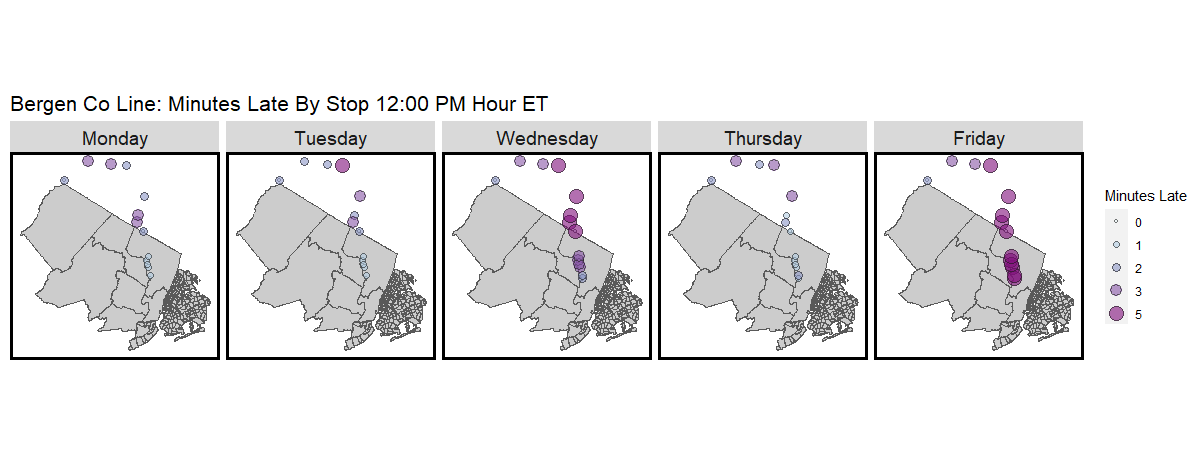 Bergen Co Line: Minutes Late By Stop 12:00 PM Hour ET
Monday
Tuesday
Wednesday
Thursday
Friday
Minutes Late
0
1
2
3
5